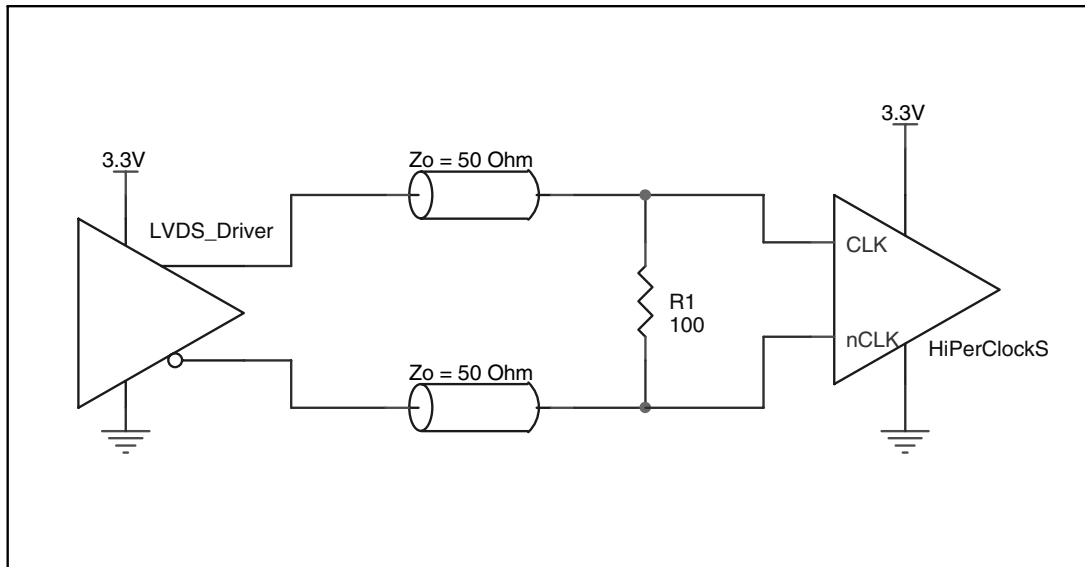 3.3V
LVDS_Driver
Zo = 50 Ohm
Zo = 50 Ohm
R1
100
3.3V
CLK
nCLK
HiPerClockS